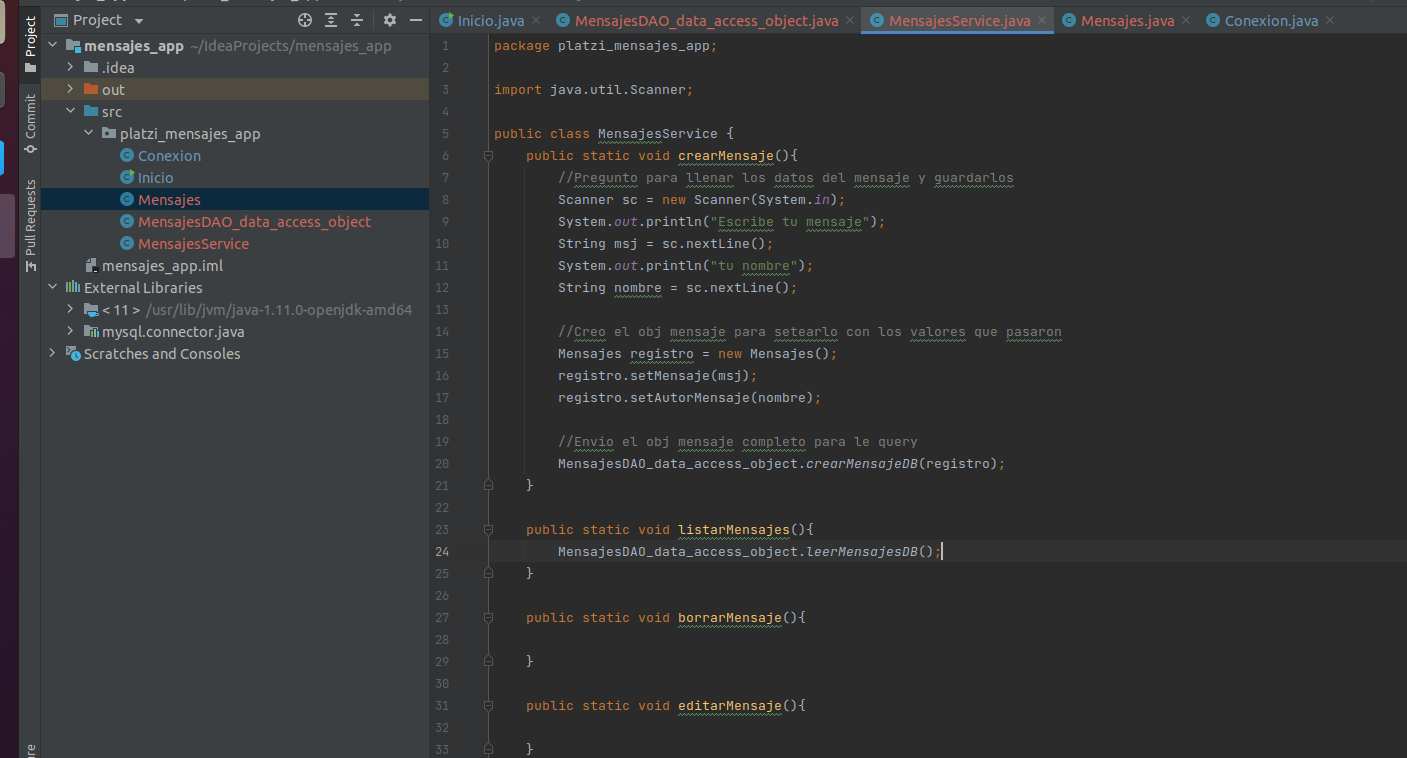 Project
Commit
Pull Requests
Project
mensajes_app ~/IdeaProjects/mensajes_app
.idea
out
src
platzi_mensajes_app
Conexion
Inicio
Mensajes
MensajesDAO_data_access_object
MensajesService
mensajes_app.iml
External Libraries
< 11 > /usr/lib/jvm/java-1.11.0-openjdk-amd64
mysql.connector.java
Scratches and Consoles
Inicio.java MensajesDAO_data_access_object.java MensajesService.java Mensajes.java Conexion.java
1 package platzi_mensajes_app;
2
3 import java.util.Scanner;
4
5 public class MensajesService {
6 public static void crearMensaje(){
7 //Pregunto para llenar los datos del mensaje y guardarlos
8 Scanner sc = new Scanner(System.in);
9 System.out.println("Escribe tu mensaje");
10 String msj = sc.nextLine();
11 System.out.println("tu nombre");
12 String nombre = sc.nextLine();
13
14 //Creo el obj mensaje para setearlo con los valores que pasaron
15 Mensajes registro = new Mensajes();
16 registro.setMensaje(msj);
17 registro.setAutorMensaje(nombre);
18
19 //Envio el obj mensaje completo para le query
20 MensajesDAO_data_access_object.crearMensajeDB(registro);
21 }
22
23 public static void listarMensajes(){
24 MensajesDAO_data_access_object.leerMensajesDB();
25 }
26
27 public static void borrarMensaje(){
28
29 }
30
31 public static void editarMensaje(){
32
33 }